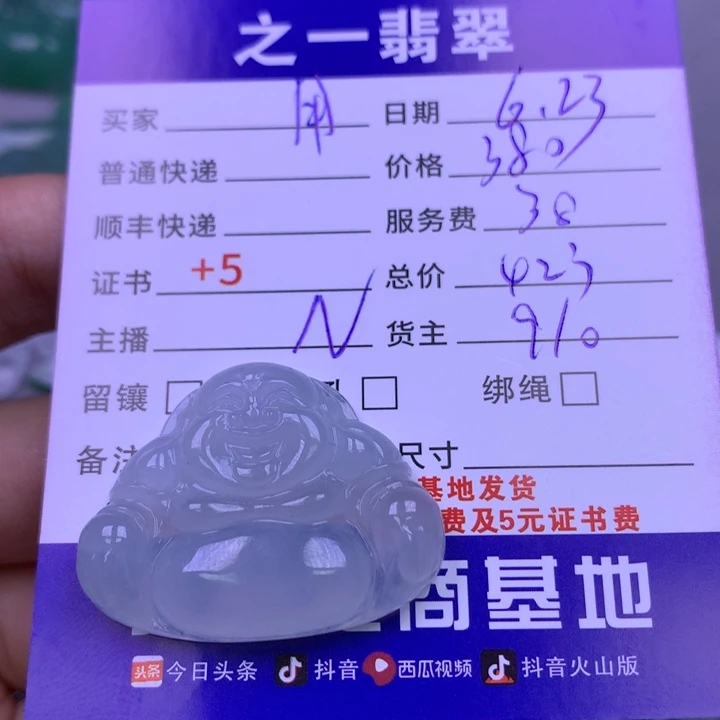 之一翡翠
买家 用 日期 6.23
普通快递 价格 380
顺丰快递 服务费 38
证书 +5 总价 423
主播 N 货主 910
留镶 孔 绑绳
备注 尺寸
基地发货
费及5元证书费
商基地
头条 今日头条 抖音 西瓜视频 抖音火山版